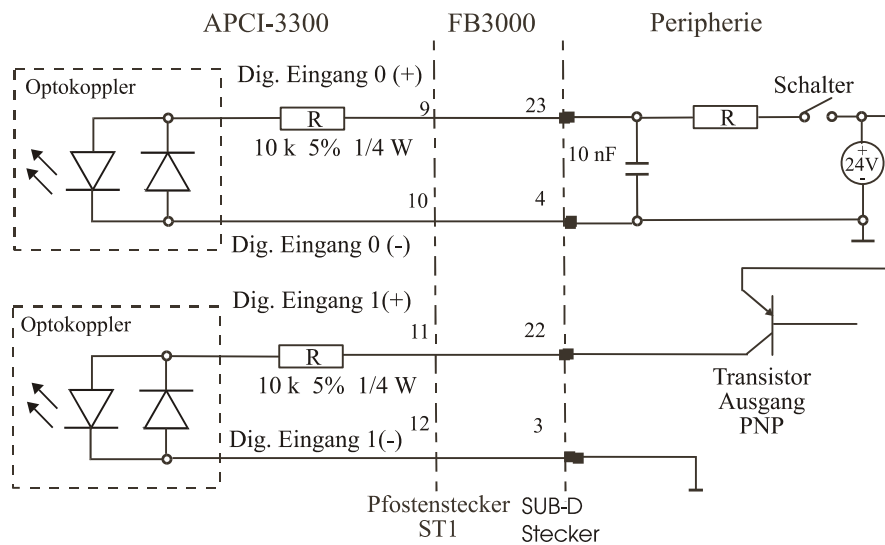 APCI-3300 FB3000 Peripherie
Dig. Eingang 0 (+)
Optokoppler
Schalter
9 23
R R
10 k 5% 1/4 W
10 nF
+
24V
-
10 4
Dig. Eingang 0 (-)
Dig. Eingang 1(+)
Optokoppler
11 22
R
10 k 5% 1/4 W
Transistor
Ausgang
PNP
12 3
Dig. Eingang 1(-)
Pfostenstecker
ST1
SUB-D
Stecker